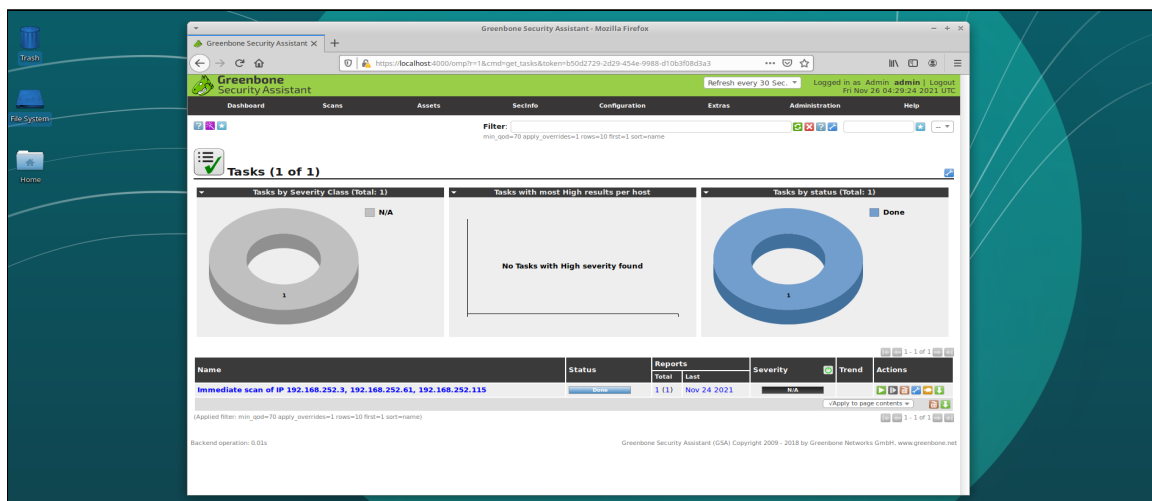 Greenbone Security Assistant - Mozilla Firefox
Trash
File System
Home
Greenbone Security Assistant
https://localhost:4000/omp?r=1&cmd=get_tasks&token=b50d2729-2d29-454e-9988-d10b3f08d3a3
Greenbone
Security Assistant
Refresh every 30 Sec.
Logged in as Admin admin | Logout
Fri Nov 26 04:29:24 2021 UTC
Dashboard Scans Assets SecInfo Configuration Extras Administration Help
Filter:
min_qod=70 apply_overrides=1 rows=10 first=1 sort=name
--
Tasks (1 of 1)
Tasks by Severity Class (Total: 1)
N/A
1
Tasks with most High results per host
No Tasks with High severity found
Tasks by status (Total: 1)
Done
1
1 - 1 of 1
Name Status Reports Severity Trend Actions
Total Last
Immediate scan of IP 192.168.252.3, 192.168.252.61, 192.168.252.115 Done 1 (1) Nov 24 2021 N/A
√Apply to page contents
(Applied filter: min_qod=70 apply_overrides=1 rows=10 first=1 sort=name) 1 - 1 of 1
Backend operation: 0.01s Greenbone Security Assistant (GSA) Copyright 2009 - 2018 by Greenbone Networks GmbH, www.greenbone.net